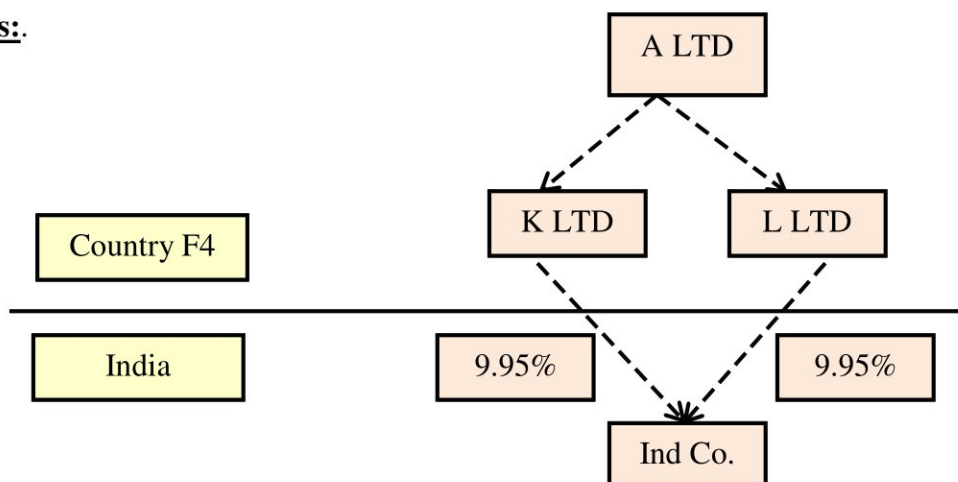 s:.
A LTD
K LTD
L LTD
Country F4
India
9.95%
9.95%
Ind Co.